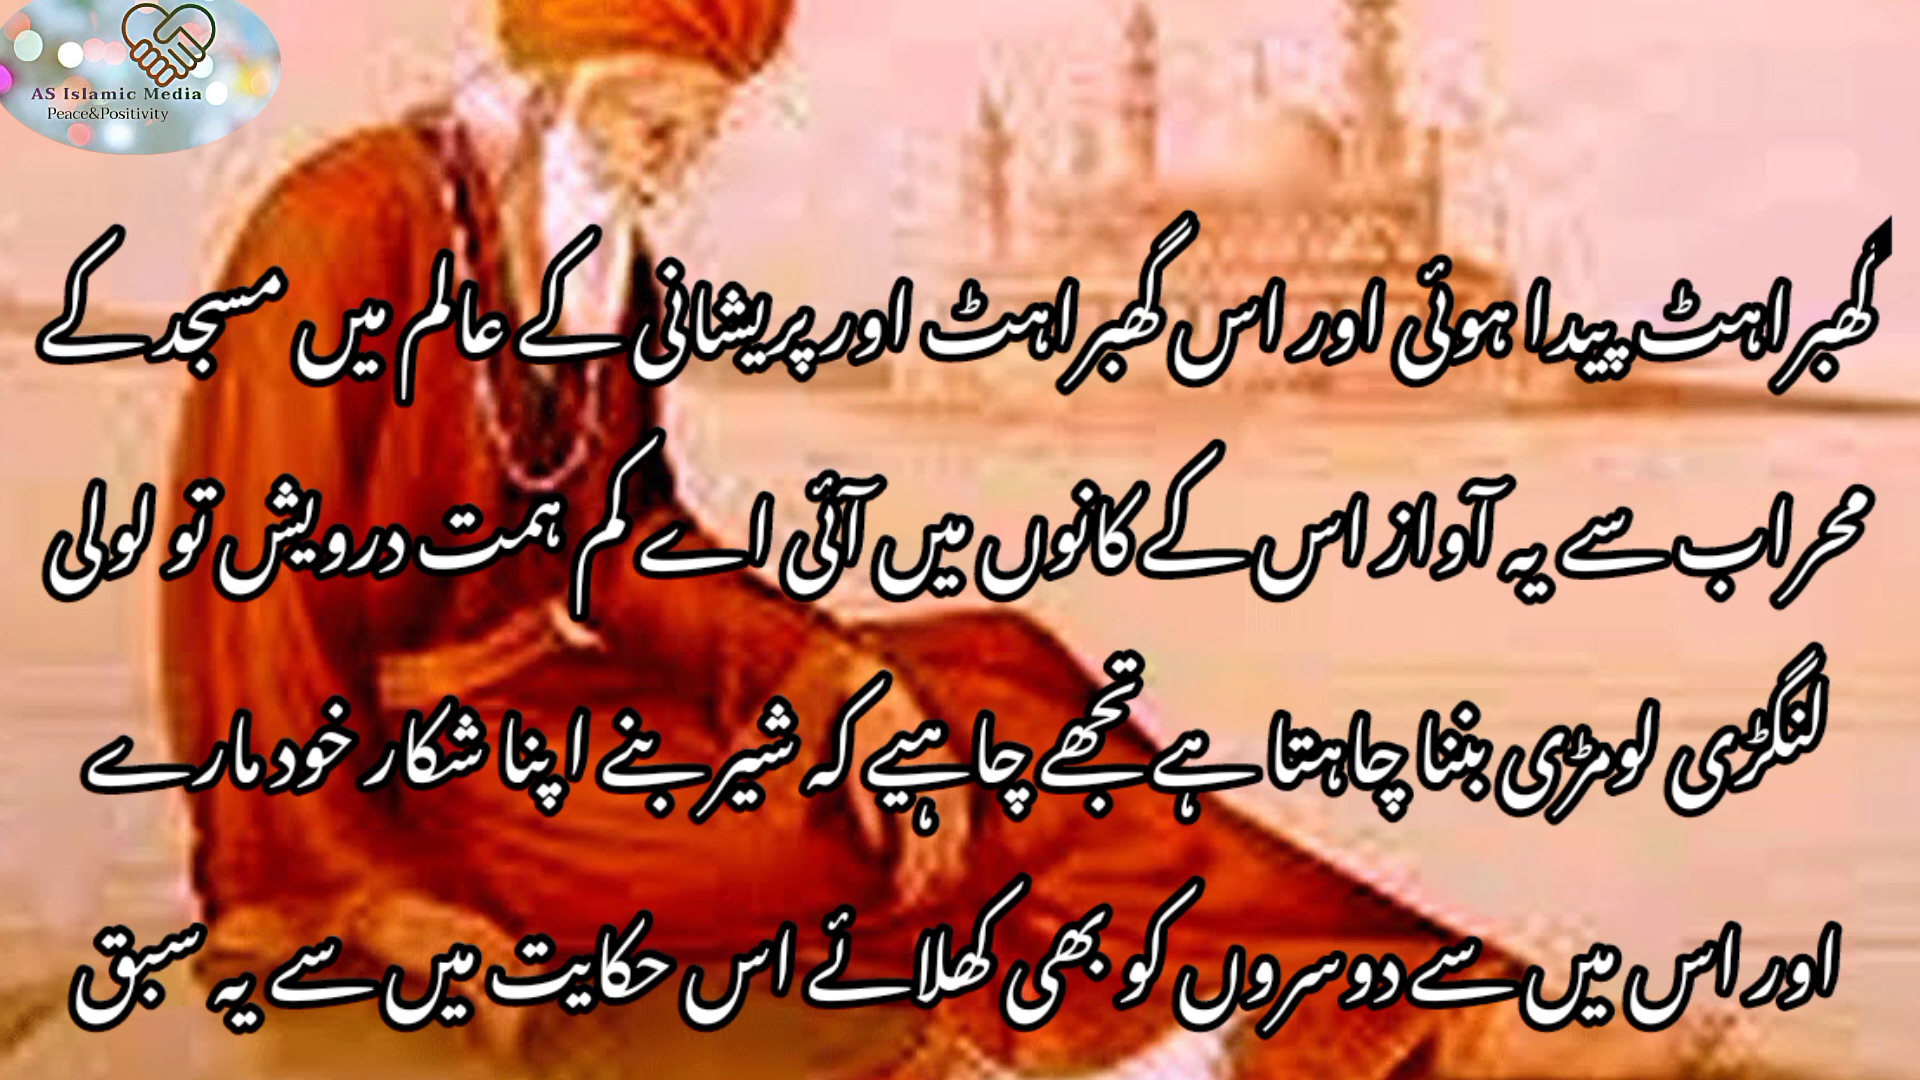 AS Islamic Media
Peace&Positivity
گھبراہٹ پیدا ہوئی اور اس گھبراہٹ اور پریشانی کے عالم میں مسجد کے
محراب سے یہ آواز اس کے کانوں میں آئی اے کم ہمت درویش تو لولی
لنگڑی لومڑی بننا چاہتا ہے تجھے چاہیے کہ شیر بنے اپنا شکار خود مارے
اور اس میں سے دوسروں کو بھی کھلائے اس حکایت میں سے یہ سبق